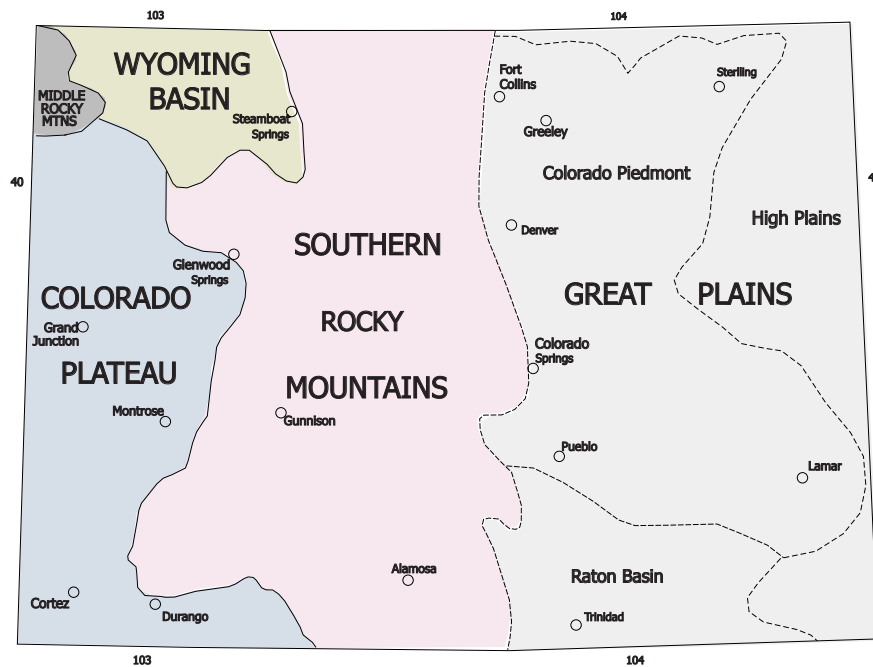 103
104
WYOMING
BASIN
MIDDLE
ROCKY
MTNS
Steamboat
Springs
Fort
Collins
Sterling
Greeley
40
4
Colorado Piedmont
High Plains
Denver
SOUTHERN
ROCKY
MOUNTAINS
Glenwood
Springs
COLORADO
PLATEAU
Grand
Junction
GREAT
PLAINS
Colorado
Springs
Montrose
Gunnison
Pueblo
Lamar
Alamosa
Raton Basin
Cortez
Durango
Trinidad
103
104